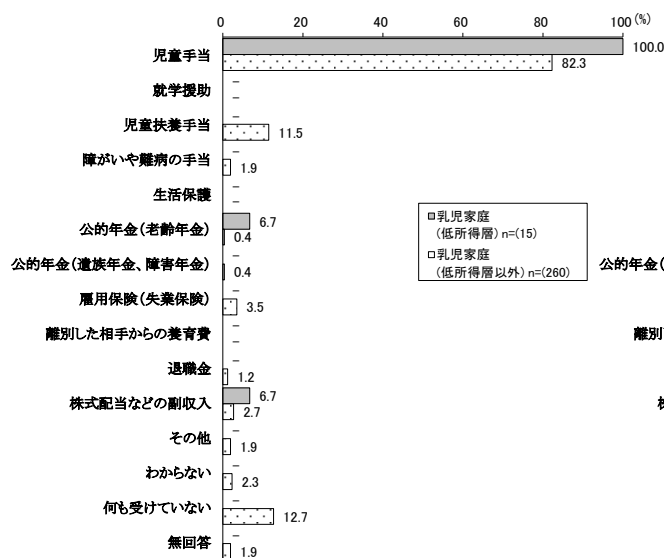 0 20 40 60 80 100 (%)
児童手当 100.0
82.3
就学援助 –
–
児童扶養手当 –
11.5
障がいや難病の手当 –
1.9
生活保護 –
–
公的年金(老齢年金) 6.7
0.4
公的年金(遺族年金、障害年金) –
0.4
雇用保険(失業保険) –
3.5
離別した相手からの養育費 –
–
退職金 –
1.2
株式配当などの副収入 6.7
2.7
その他 –
1.9
わからない –
2.3
何も受けていない –
12.7
無回答 –
1.9
乳児家庭
(低所得層) n=(15)
乳児家庭
(低所得層以外) n=(260)
公的年金(
離別